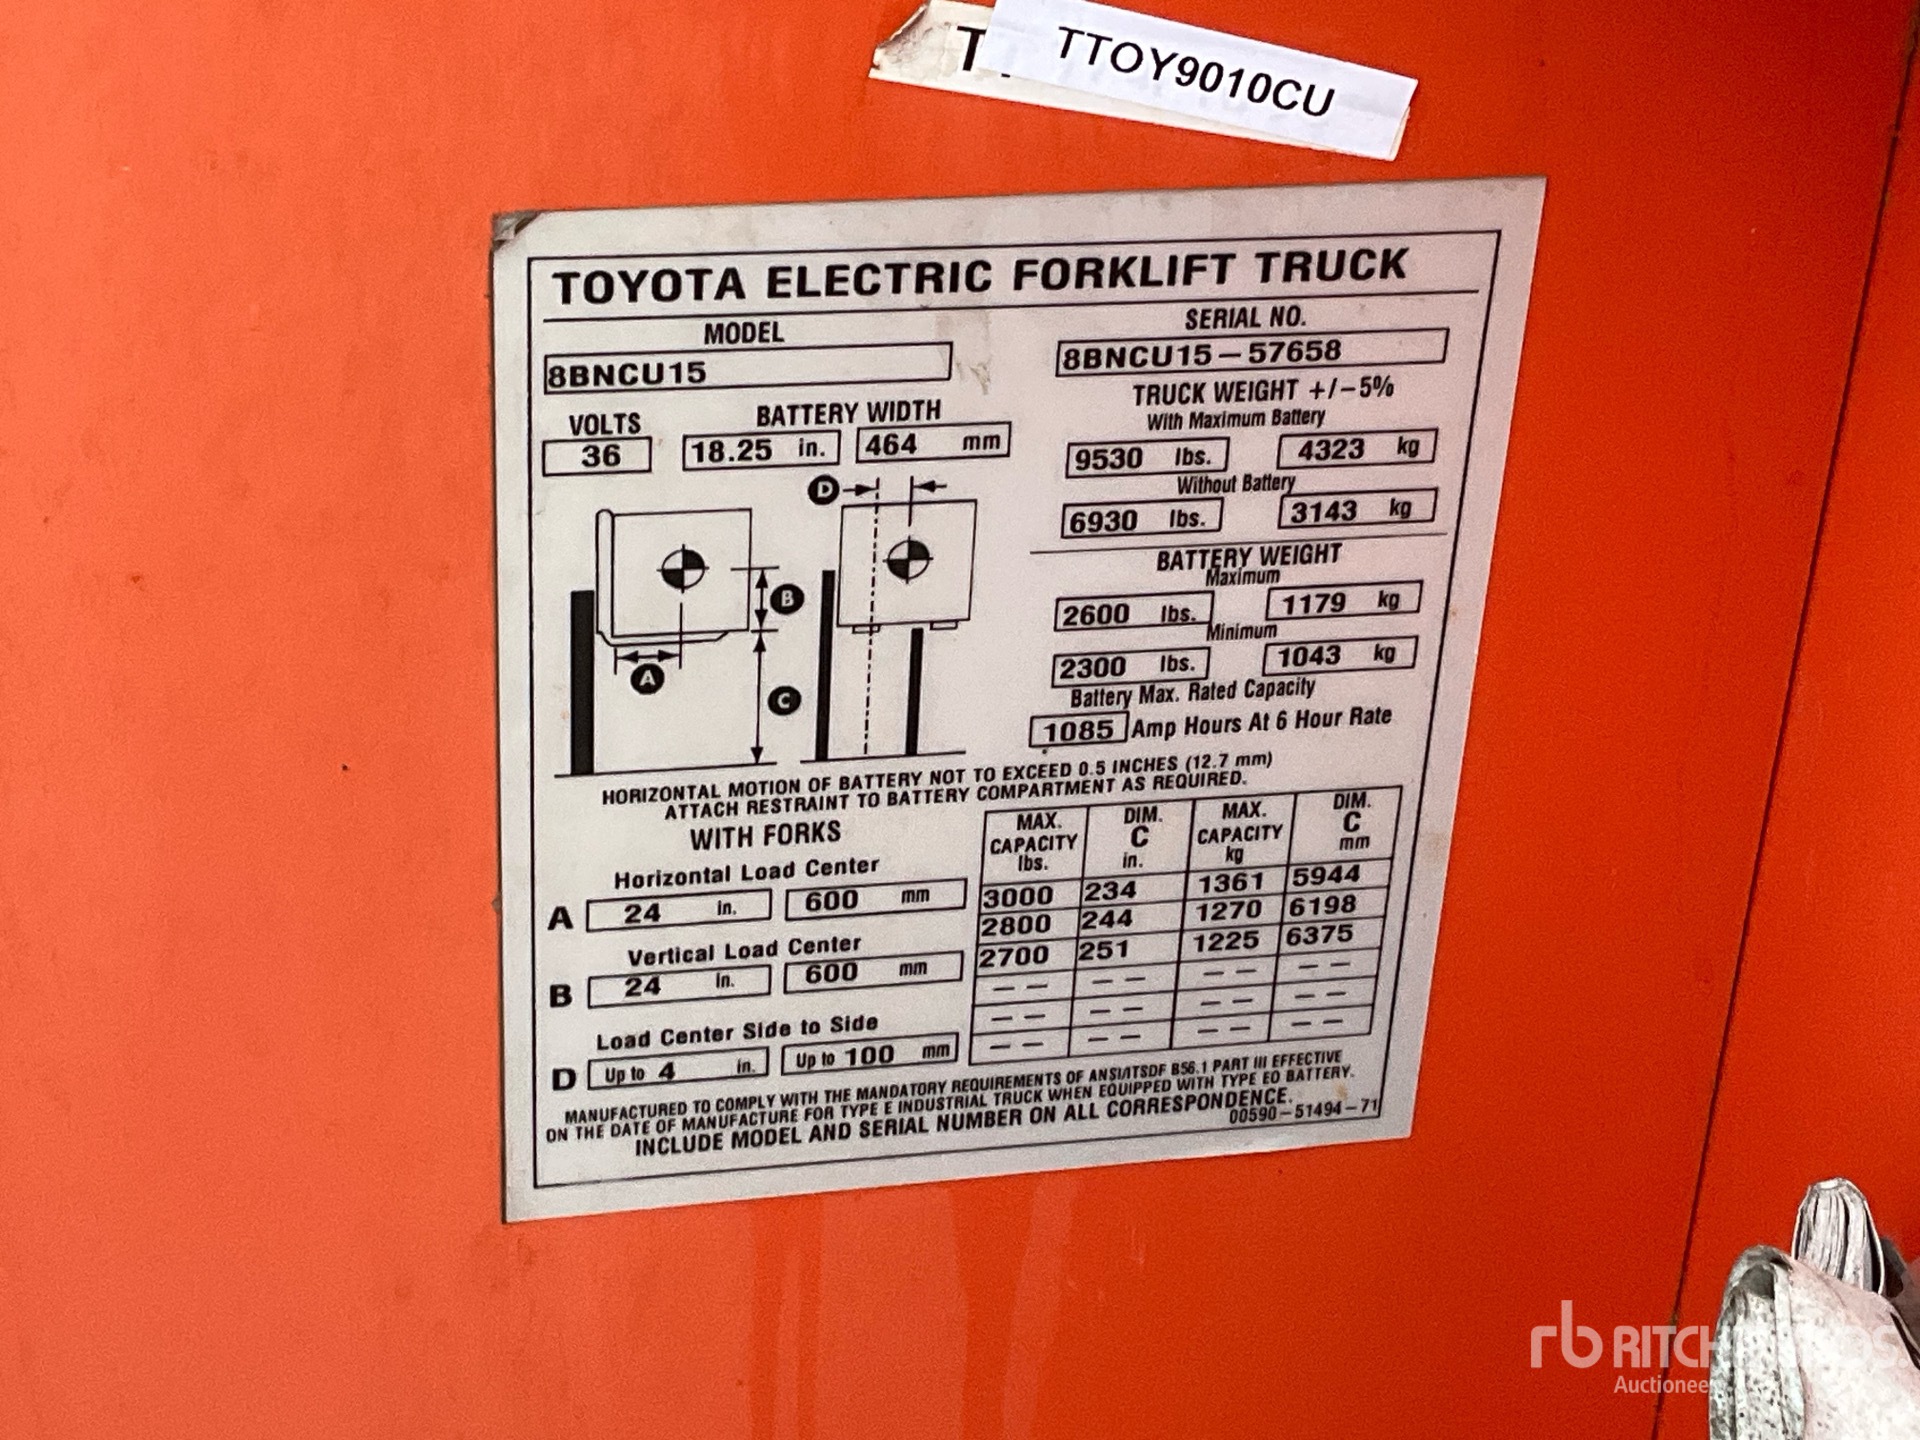 T
TTOY9010CU
TOYOTA ELECTRIC FORKLIFT TRUCK
MODEL
8BNCU15
SERIAL NO.
8BNCU15-57658
VOLTS
36
BATTERY WIDTH
18.25 in. 464 mm
TRUCK WEIGHT +/-5%
With Maximum Battery
9530 lbs. 4323 kg
Without Battery
6930 lbs. 3143 kg
BATTERY WEIGHT
Maximum
2600 lbs. 1179 kg
Minimum
2300 lbs. 1043 kg
Battery Max. Rated Capacity
1085 Amp Hours At 6 Hour Rate
D
B
A
C
HORIZONTAL MOTION OF BATTERY NOT TO EXCEED 0.5 INCHES (12.7 mm)
ATTACH RESTRAINT TO BATTERY COMPARTMENT AS REQUIRED.
WITH FORKS
Horizontal Load Center
A 24 in. 600 mm
Vertical Load Center
B 24 in. 600 mm
Load Center Side to Side
D Up to 4 in. Up to 100 mm
MAX. CAPACITY lbs. DIM. C in. MAX. CAPACITY kg DIM. C mm
3000 234 1361 5944
2800 244 1270 6198
2700 251 1225 6375
-- -- -- --
-- -- -- --
-- -- -- --
MANUFACTURED TO COMPLY WITH THE MANDATORY REQUIREMENTS OF ANSI/ITSDF B56.1 PART III EFFECTIVE
ON THE DATE OF MANUFACTURE FOR TYPE E INDUSTRIAL TRUCK WHEN EQUIPPED WITH TYPE EO BATTERY.
INCLUDE MODEL AND SERIAL NUMBER ON ALL CORRESPONDENCE.
00590-51494-71
rb RITCH
Auctionee